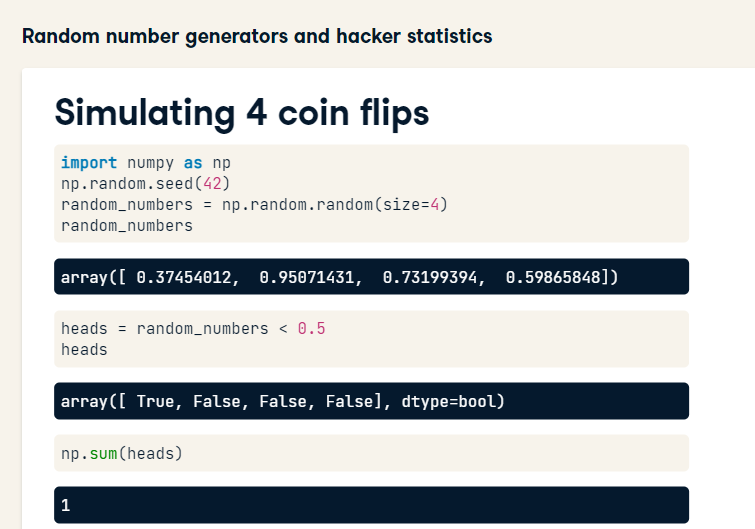 Random number generators and hacker statistics
Simulating 4 coin flips
import numpy as np
np.random.seed(42)
random_numbers = np.random.random(size=4)
random_numbers
array([ 0.37454012,  0.95071431,  0.73199394,  0.59865848])
heads = random_numbers < 0.5
heads
array([ True, False, False, False], dtype=bool)
np.sum(heads)
1